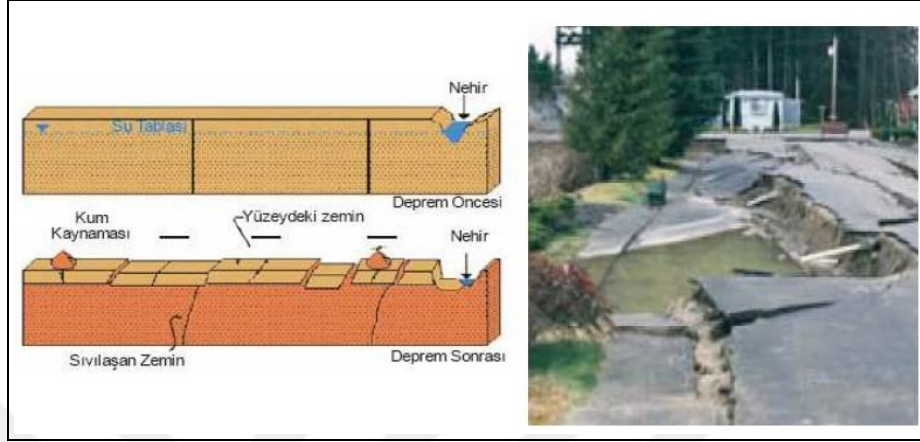 Nehir
Su Tablası
Deprem Öncesi
Kum
Kaynaması
Yüzeydeki zemin
Nehir
Sıvılaşan Zemin
Deprem Sonrası